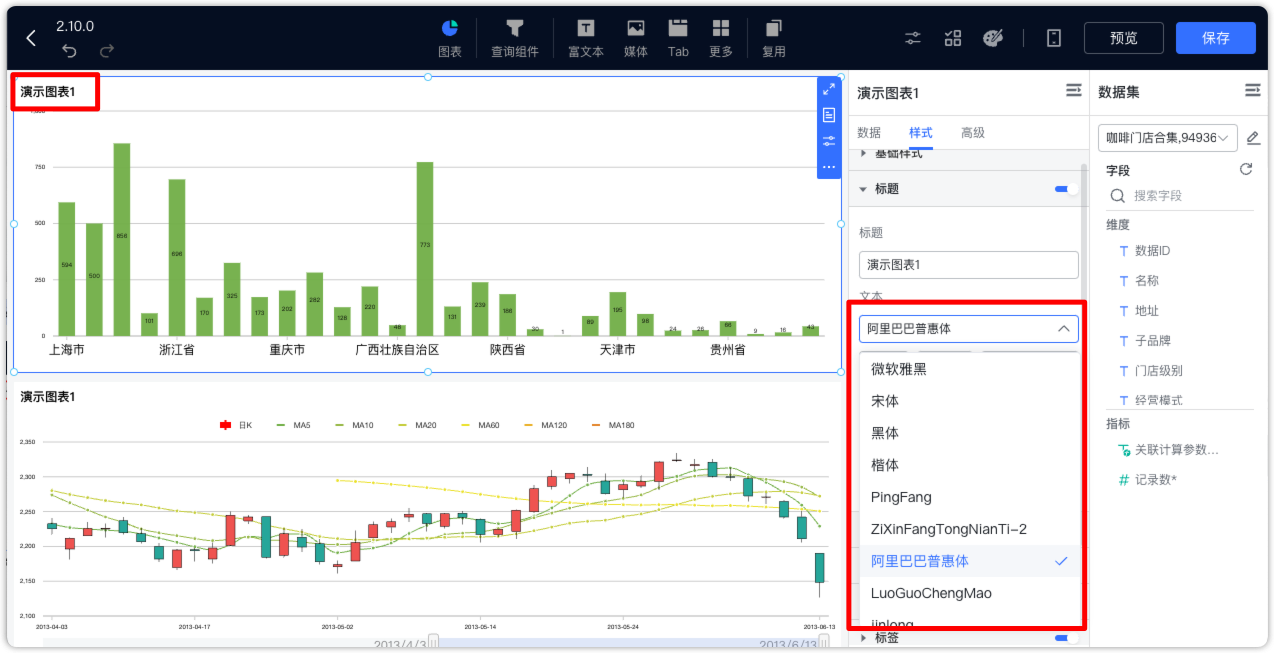 2.10.0
图表
查询组件
富文本
媒体
Tab
更多
复用
预览
保存
演示图表1
1,000
750
500
250
0
594
500
856
101
696
170
325
173
202
282
128
220
48
773
131
239
186
30
1
89
195
98
24
26
66
9
16
43
上海市
浙江省
重庆市
广西壮族自治区
陕西省
天津市
贵州省
演示图表1
日K
MA5
MA10
MA20
MA60
MA120
MA180
2,350
2,300
2,250
2,200
2,150
2,100
2013-04-03
2013-04-17
2013-05-02
2013-05-14
2013-05-24
2013-06-13
2013/4/3
2013/6/13
演示图表1
数据
样式
高级
基础样式
标题
标题
演示图表1
文本
阿里巴巴普惠体
微软雅黑
宋体
黑体
楷体
PingFang
ZiXinFangTongNianTi-2
阿里巴巴普惠体
LuoGuoChengMao
jinlong
标签
数据集
咖啡门店合集,94936
字段
搜索字段
维度
T 数据ID
T 名称
T 地址
T 子品牌
T 门店级别
T 经营模式
指标
关联计算参数...
# 记录数*